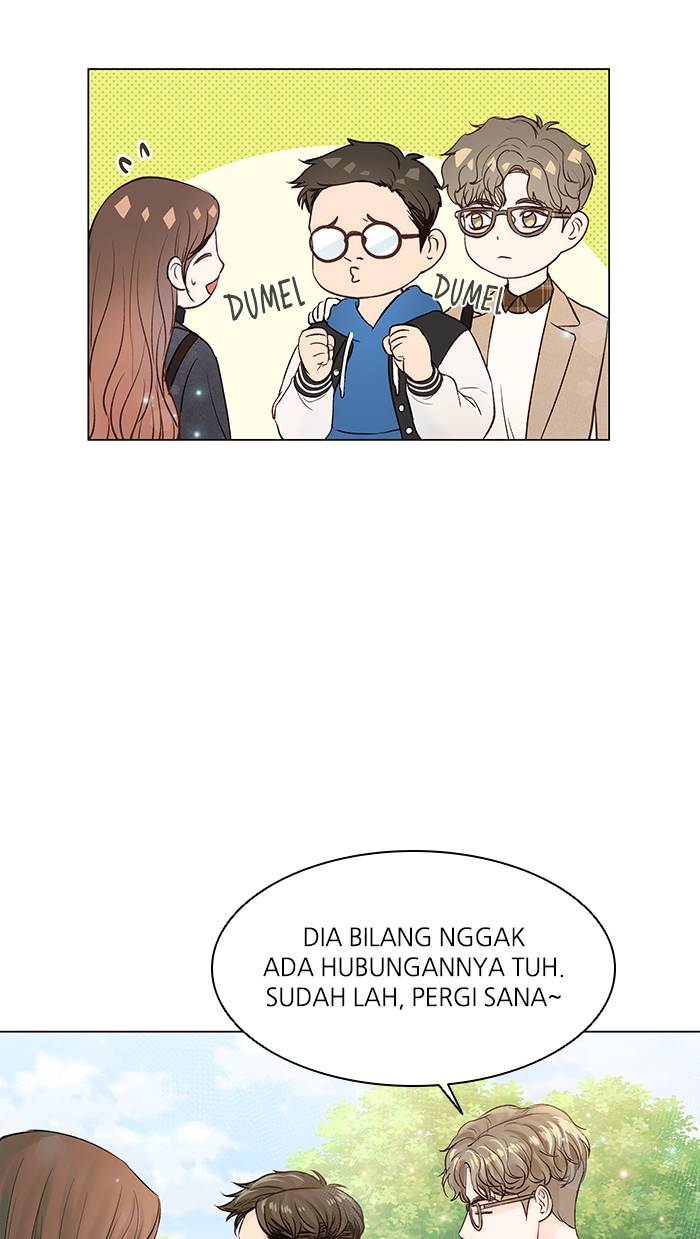 DUMEL
DUMEL
DIA BILANG NGGAK
ADA HUBUNGANNYA TUH.
SUDAH LAH, PERGI SANA~